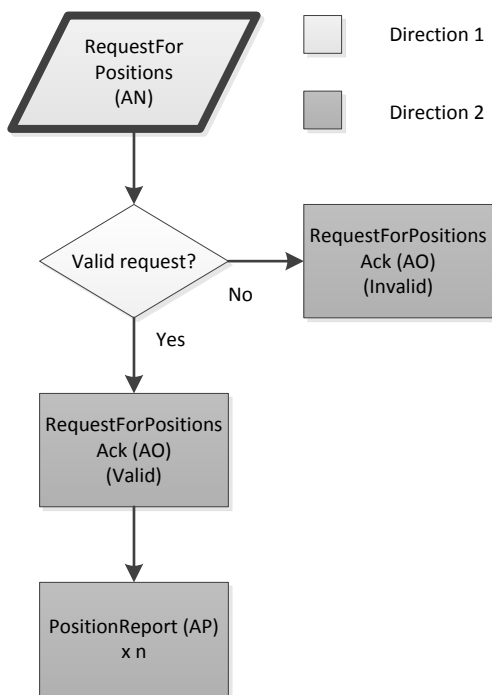 RequestFor
Positions
(AN)
Direction 1
Direction 2
Valid request?
No
RequestForPositions
Ack (AO)
(Invalid)
Yes
RequestForPositions
Ack (AO)
(Valid)
PositionReport (AP)
x n